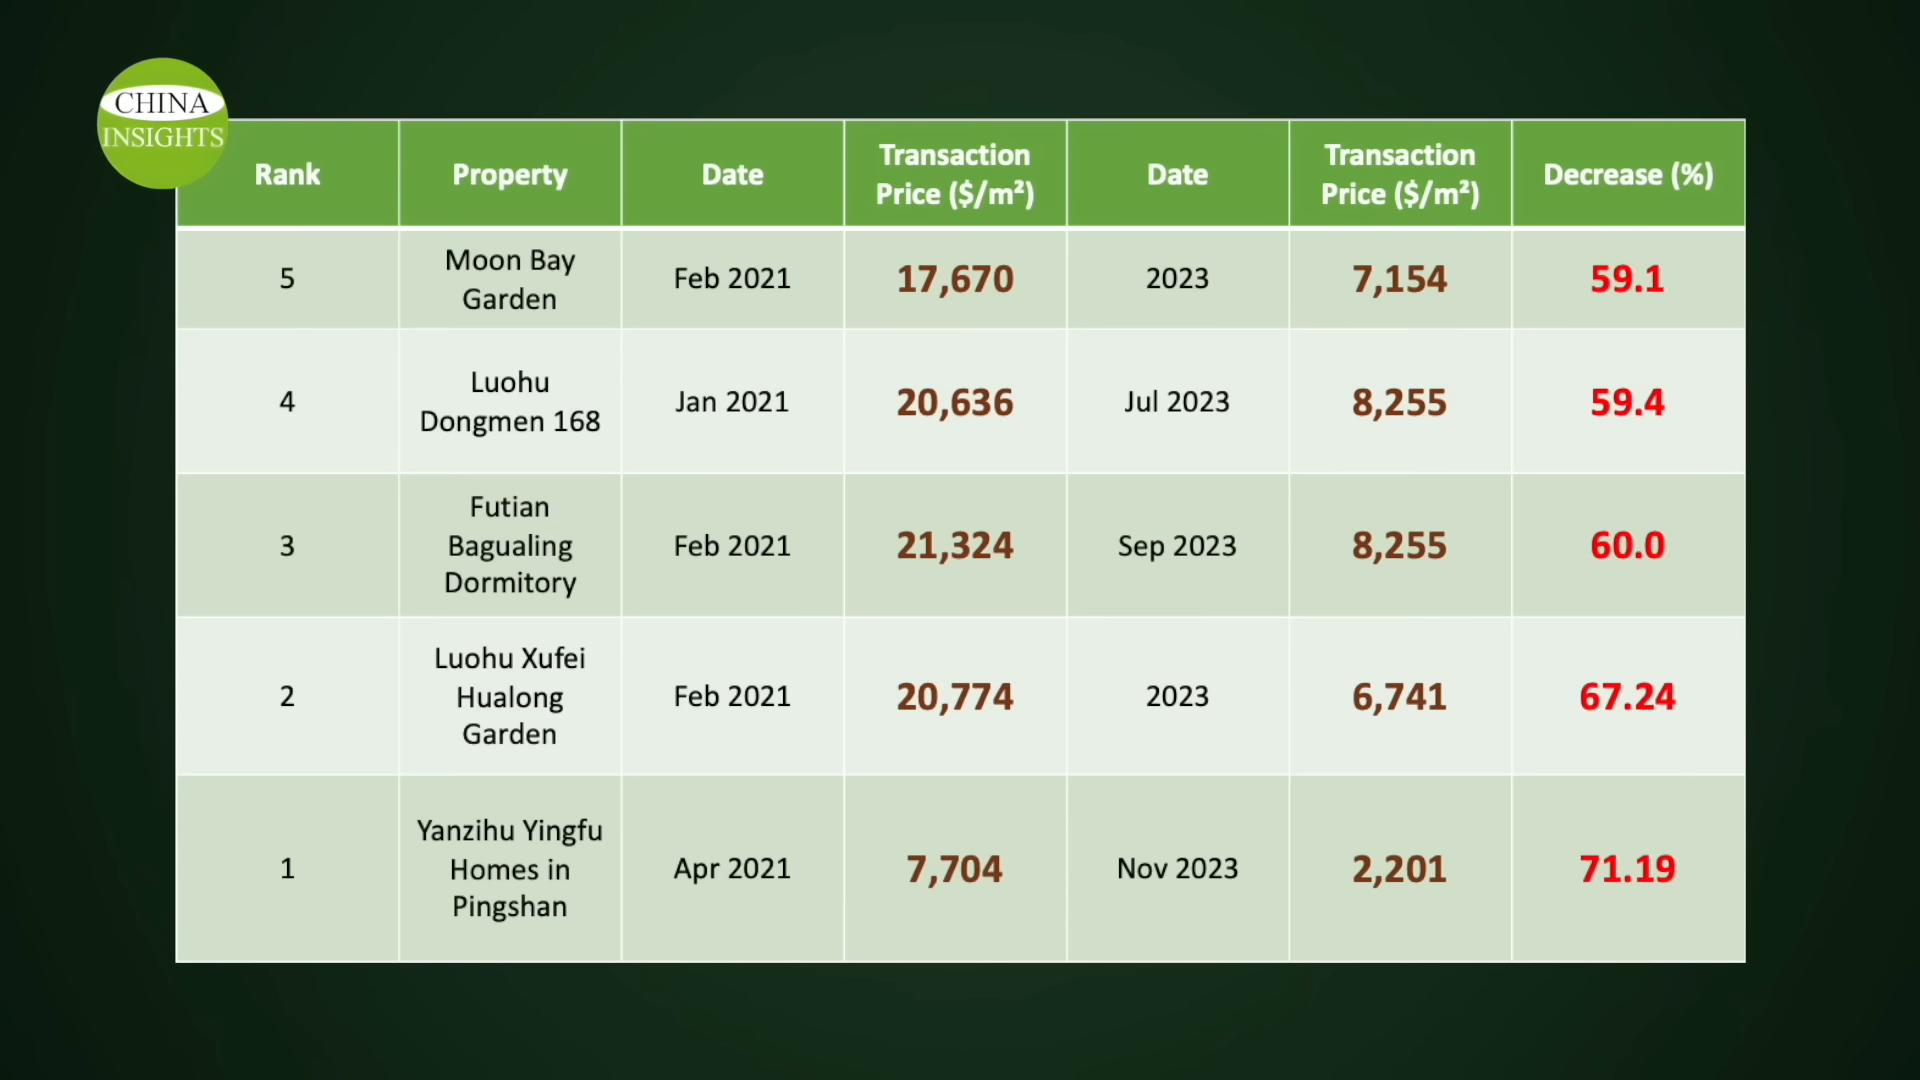 CHINA
INSIGHTS
Rank
Property
Date
Transaction
Price ($/m²)
Date
Transaction
Price ($/m²)
Decrease (%)
5
Moon Bay
Garden
Feb 2021
17,670
2023
7,154
59.1
4
Luohu
Dongmen 168
Jan 2021
20,636
Jul 2023
8,255
59.4
3
Futian
Bagualing
Dormitory
Feb 2021
21,324
Sep 2023
8,255
60.0
2
Luohu Xufei
Hualong
Garden
Feb 2021
20,774
2023
6,741
67.24
1
Yanzihu Yingfu
Homes in
Pingshan
Apr 2021
7,704
Nov 2023
2,201
71.19